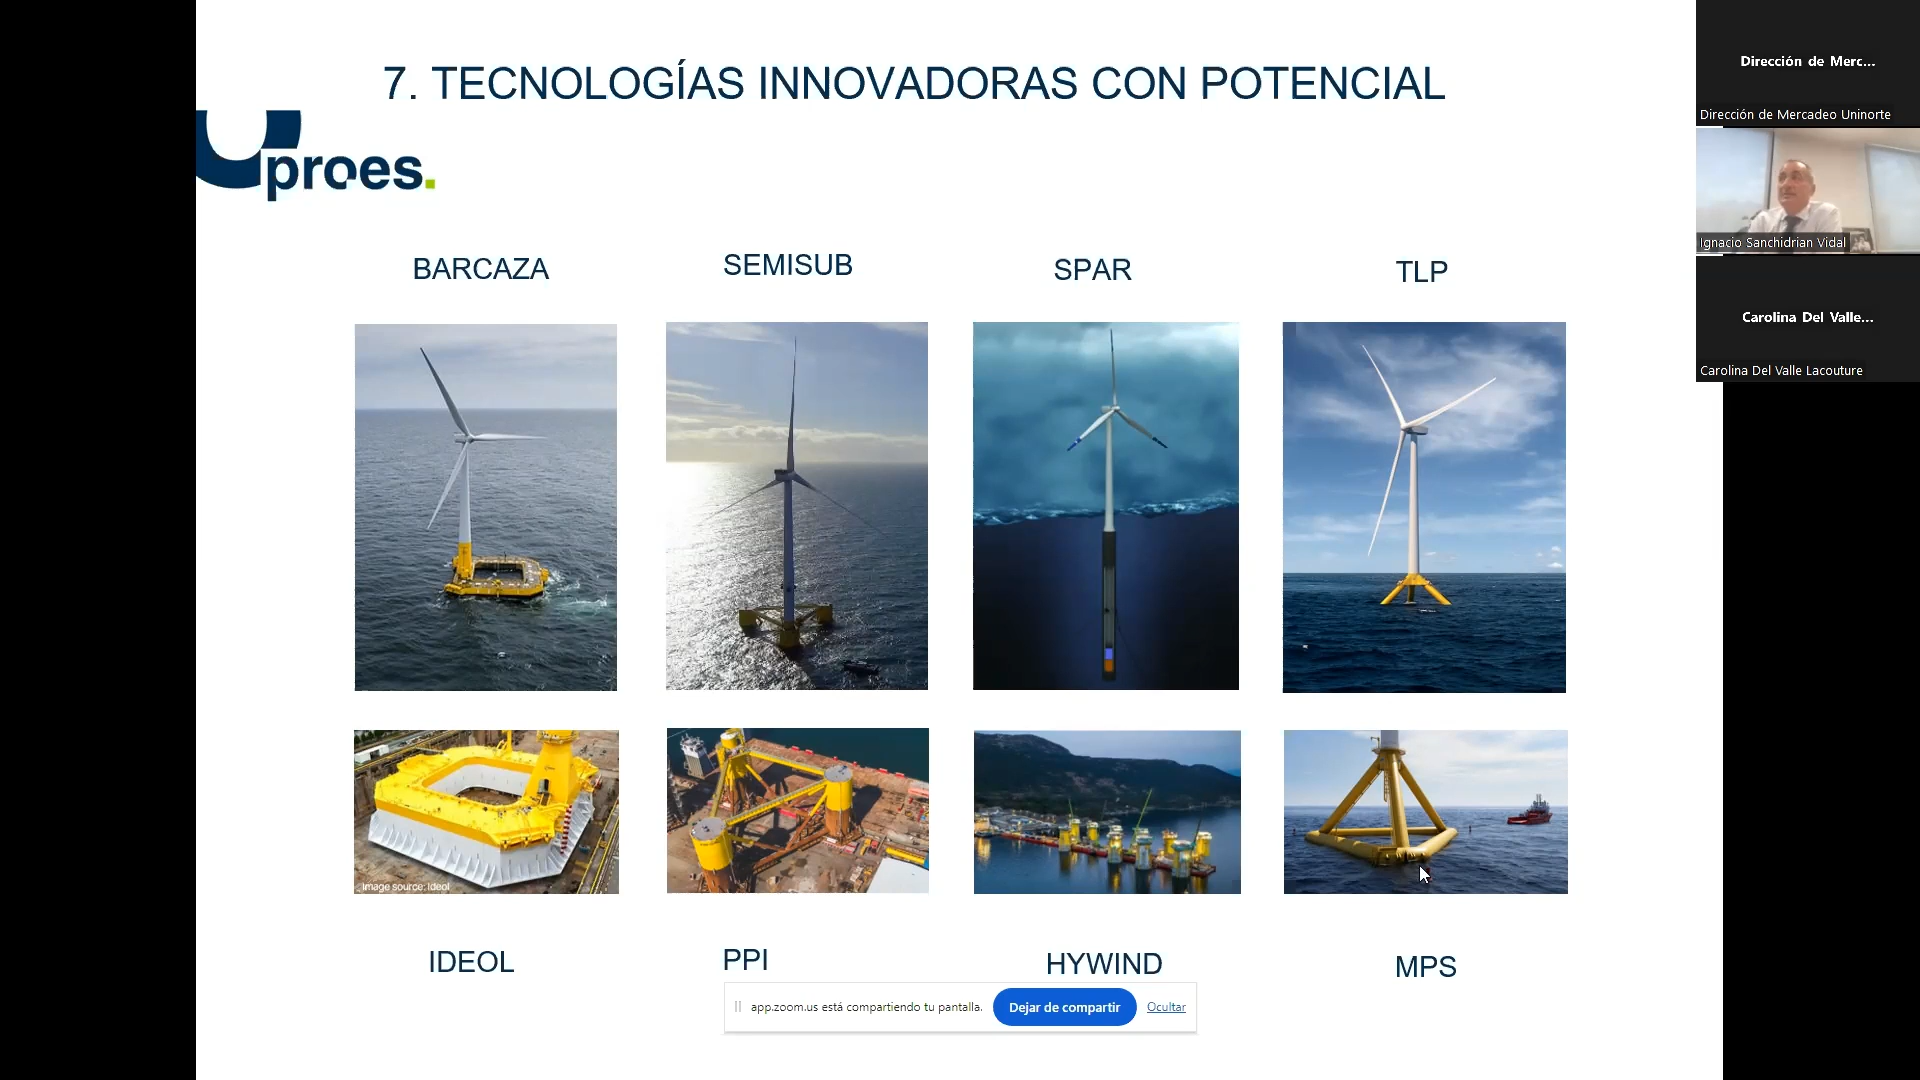 7. TECNOLOGÍAS INNOVADORAS CON POTENCIAL
proes.
BARCAZA
SEMISUB
SPAR
TLP
Image source: Ideol
IDEOL
PPI
HYWIND
MPS
app.zoom.us está compartiendo tu pantalla.
Dejar de compartir
Ocultar
Dirección de Merc...
Dirección de Mercadeo Uninorte
Ignacio Sanchidrian Vidal
Carolina Del Valle...
Carolina Del Valle Lacouture